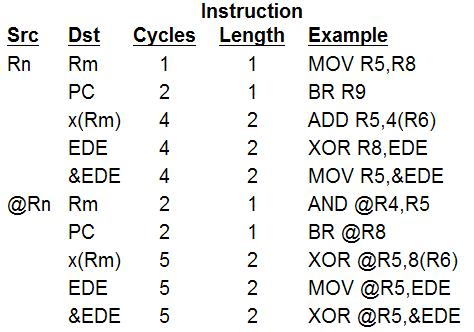 Instruction
Src Dst Cycles Length Example
Rn Rm 1 1 MOV R5,R8
PC 2 1 BR R9
x(Rm) 4 2 ADD R5,4(R6)
EDE 4 2 XOR R8,EDE
&EDE 4 2 MOV R5,&EDE
@Rn Rm 2 1 AND @R4,R5
PC 2 1 BR @R8
x(Rm) 5 2 XOR @R5,8(R6)
EDE 5 2 MOV @R5,EDE
&EDE 5 2 XOR @R5,&EDE